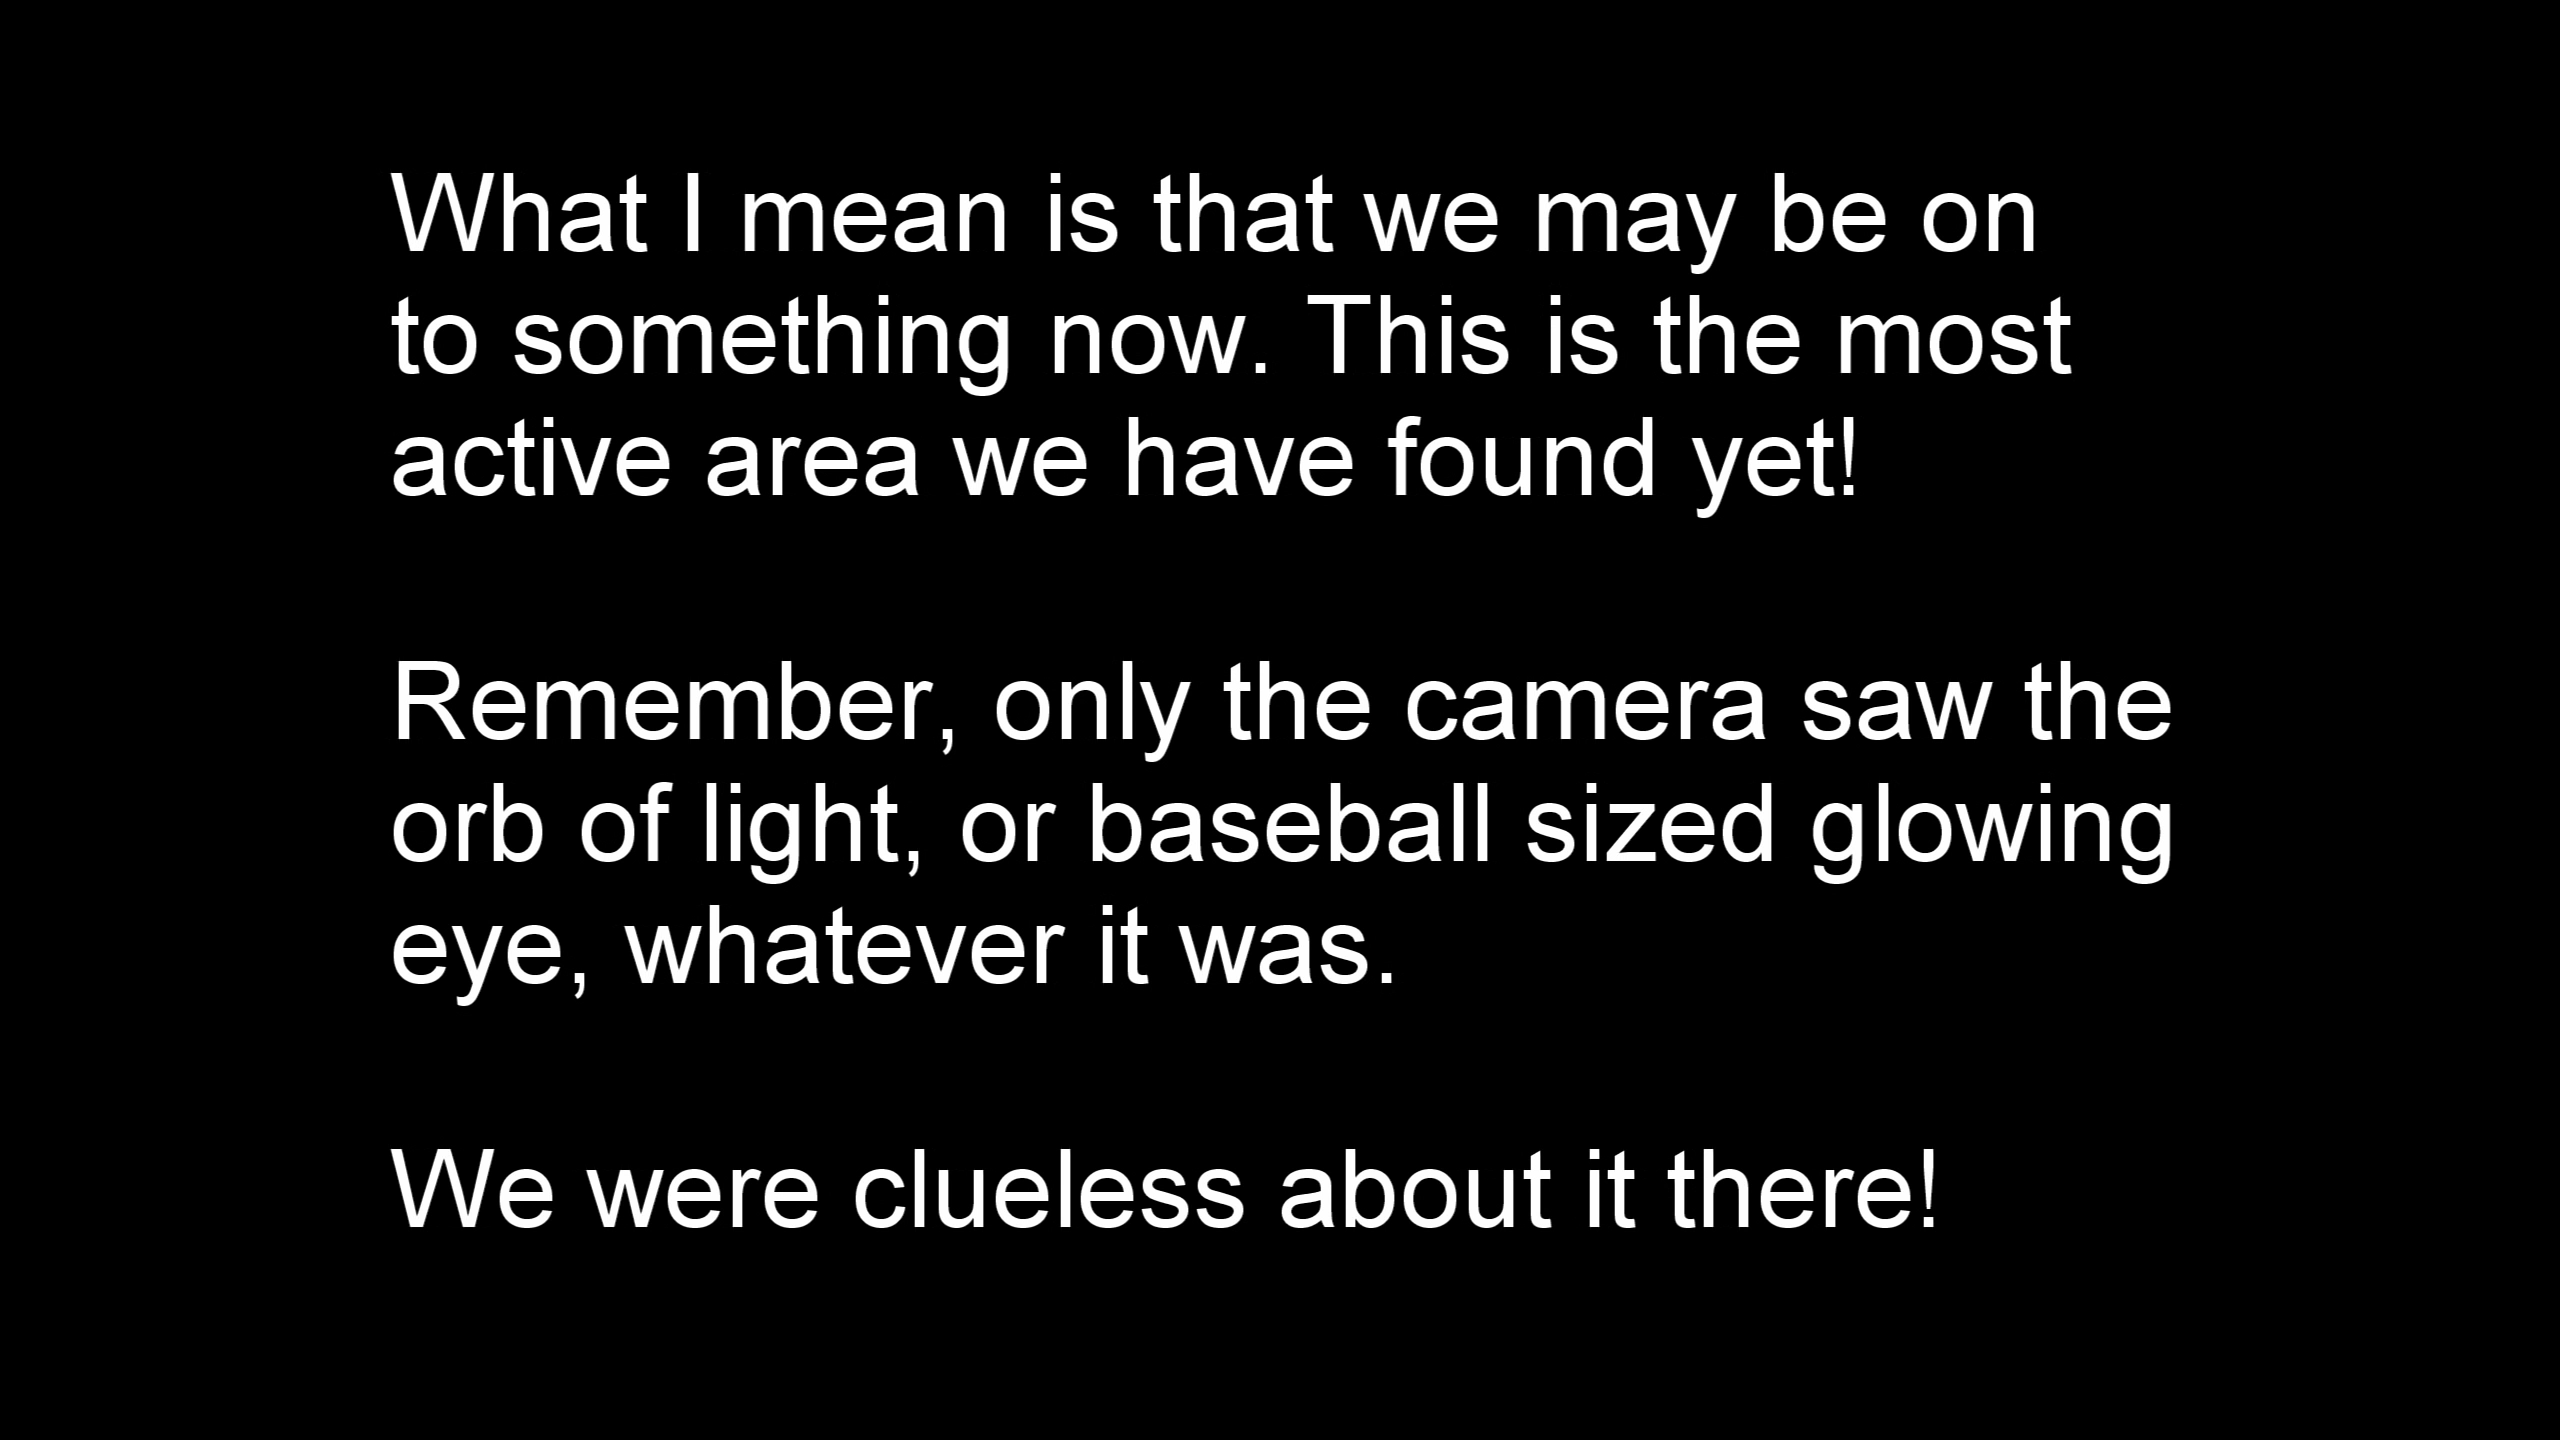 What I mean is that we may be on
to something now. This is the most
active area we have found yet!
Remember, only the camera saw the
orb of light, or baseball sized glowing
eye, whatever it was.
We were clueless about it there!